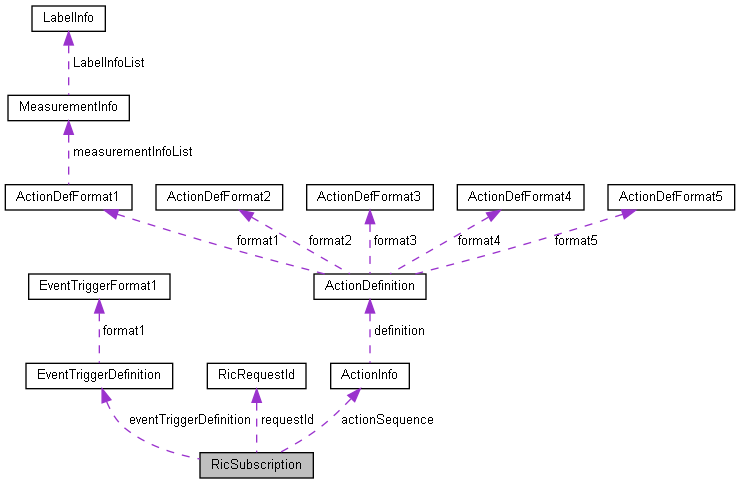 LabelInfo
LabelInfoList
MeasurementInfo
measurementInfoList
ActionDefFormat1
ActionDefFormat2
ActionDefFormat3
ActionDefFormat4
ActionDefFormat5
format1
format2
format3
format4
format5
EventTriggerFormat1
ActionDefinition
format1
definition
EventTriggerDefinition
RicRequestId
ActionInfo
eventTriggerDefinition
requestId
actionSequence
RicSubscription